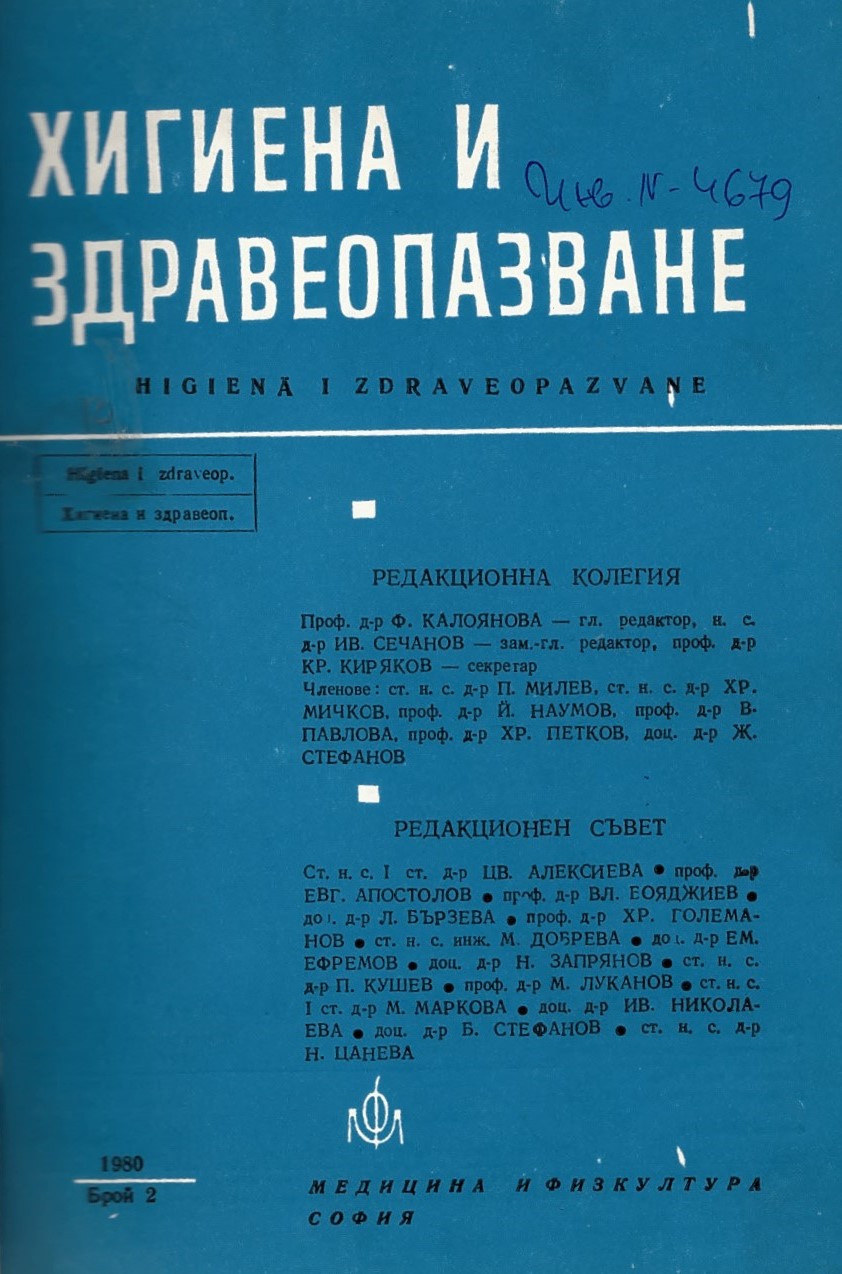 ХИГИЕНА И
Инв. N- 4679
ЗДРАВЕОПАЗВАНЕ
HIGIENA I ZDRAVEOPAZVANE
Higiena i zdraveop.
Хигиена и здравеоп.
РЕДАКЦИОННА КОЛЕГИЯ
Проф. д-р Ф. КАЛОЯНОВА — гл. редактор, н. с.
д-р ИВ. СЕЧАНОВ — зам.-гл. редактор, проф. д-р
КР. КИРЯКОВ — секретар
Членове: ст. н. с. д-р П. МИЛЕВ, ст. н. с. д-р ХР.
МИЧКОВ, проф. д-р Й. НАУМОВ, проф. д-р В.
ПАВЛОВА, проф. д-р ХР. ПЕТКОВ, доц. д-р Ж.
СТЕФАНОВ
РЕДАКЦИОНЕН СЪВЕТ
Ст. н. с. I ст. д-р ЦВ. АЛЕКСИЕВА • проф. д-р
ЕВГ. АПОСТОЛОВ • проф. д-р ВЛ. БОЯДЖИЕВ •
доц. д-р Л. БЪРЗЕВА • проф. д-р ХР. ГОЛЕМА-
НОВ • ст. н. с. инж. М. ДОБРЕВА • доц. д-р ЕМ.
ЕФРЕМОВ • доц. д-р Н. ЗАПРЯНОВ • ст. н. с.
д-р П. КУШЕВ • проф. д-р М. ЛУКАНОВ • ст. н. с.
I ст. д-р М. МАРКОВА • доц. д-р ИВ. НИКОЛА-
ЕВА • доц. д-р Б. СТЕФАНОВ • ст. н. с. д-р
Н. ЦАНЕВА
1980
Брой 2
МЕДИЦИНА И ФИЗКУЛТУРА
СОФИЯ